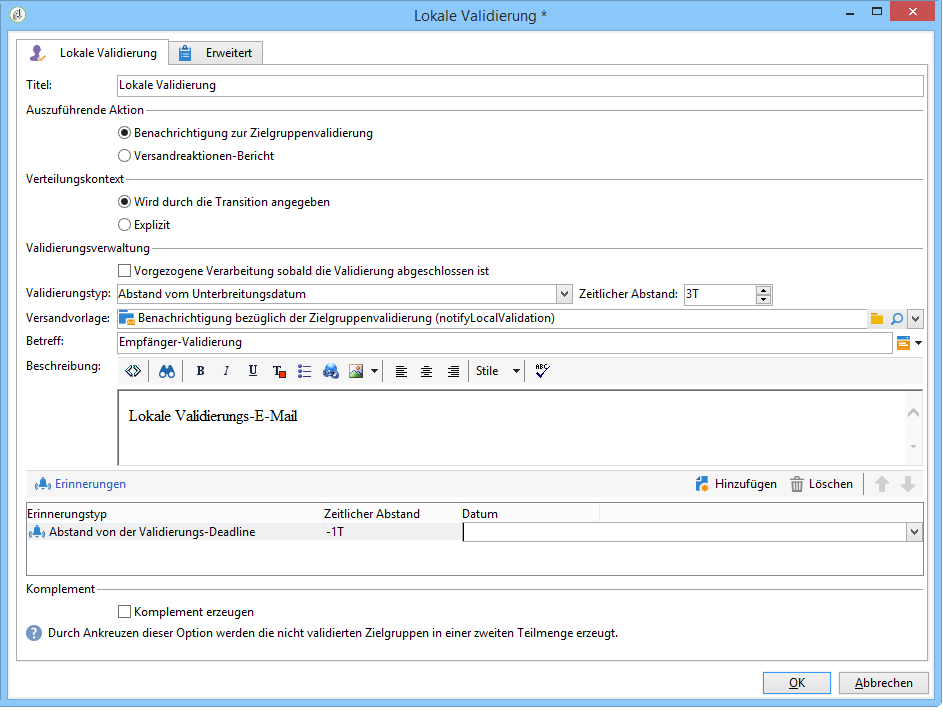 Lokale Validierung *
Lokale Validierung Erweitert
Titel: Lokale Validierung
Auszuführende Aktion
Benachrichtigung zur Zielgruppenvalidierung
Versandreaktionen-Bericht
Verteilungskontext
Wird durch die Transition angegeben
Explizit
Validierungsverwaltung
Vorgezogene Verarbeitung sobald die Validierung abgeschlossen ist
Validierungstyp: Abstand vom Unterbreitungsdatum Zeitlicher Abstand: 3T
Versandvorlage: Benachrichtigung bezüglich der Zielgruppenvalidierung (notifyLocalValidation)
Betreff: Empfänger-Validierung
Beschreibung: B I U T Stile ABC
Lokale Validierungs-E-Mail
Erinnerungen Hinzufügen Löschen
Erinnerungstyp Zeitlicher Abstand Datum
Abstand von der Validierungs-Deadline -1T
Komplement
Komplement erzeugen
? Durch Ankreuzen dieser Option werden die nicht validierten Zielgruppen in einer zweiten Teilmenge erzeugt.
OK Abbrechen